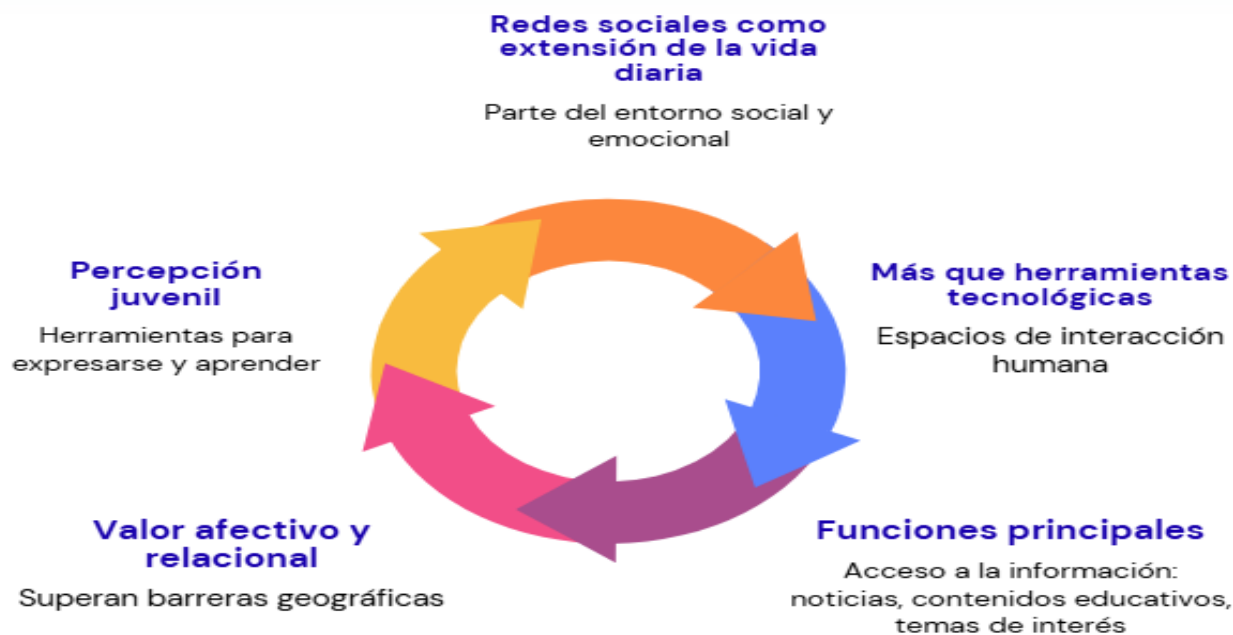 Redes sociales como
extensión de la vida
diaria
Parte del entorno social y
emocional
Más que herramientas
tecnológicas
Espacios de interacción
humana
Funciones principales
Acceso a la información:
noticias, contenidos educativos,
temas de interés
Valor afectivo y
relacional
Superan barreras geográficas
Percepción
juvenil
Herramientas para
expresarse y aprender